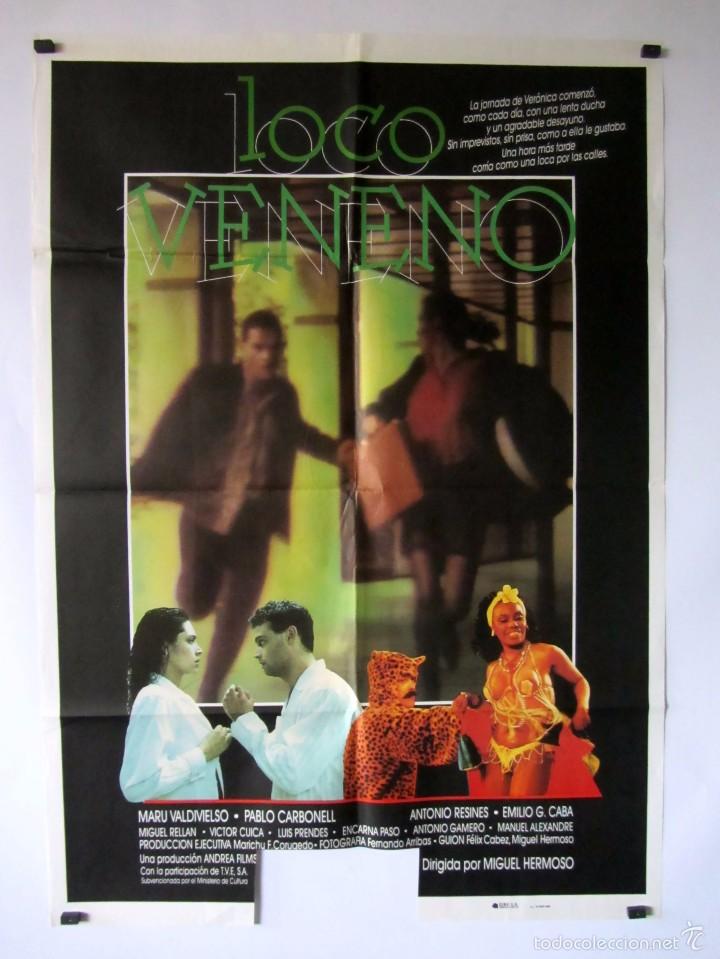 loco
VENENO
La jornada de Verónica comenzó,
como cada día, con una lenta ducha
y un agradable desayuno.
Sin imprevistos, sin prisa, como a ella le gustaba.
Una hora más tarde
corría como una loca por las calles.
MARU VALDIVIELSO • PABLO CARBONELL ANTONIO RESINES • EMILIO G. CABA
MIGUEL RELLAN • VICTOR CUICA • LUIS PRENDES • ENCARNA PASO • ANTONIO GAMERO • MANUEL ALEXANDRE
PRODUCCION EJECUTIVA Marichu F. Corugedo • FOTOGRAFIA Fernando Arribas • GUION Félix Cabez, Miguel Hermoso
Una producción ANDREA FILMS
Con la participación de T.V.E. S.A.
Subvencionada por el Ministerio de Cultura
Dirigida por MIGUEL HERMOSO
todocoleccion.net